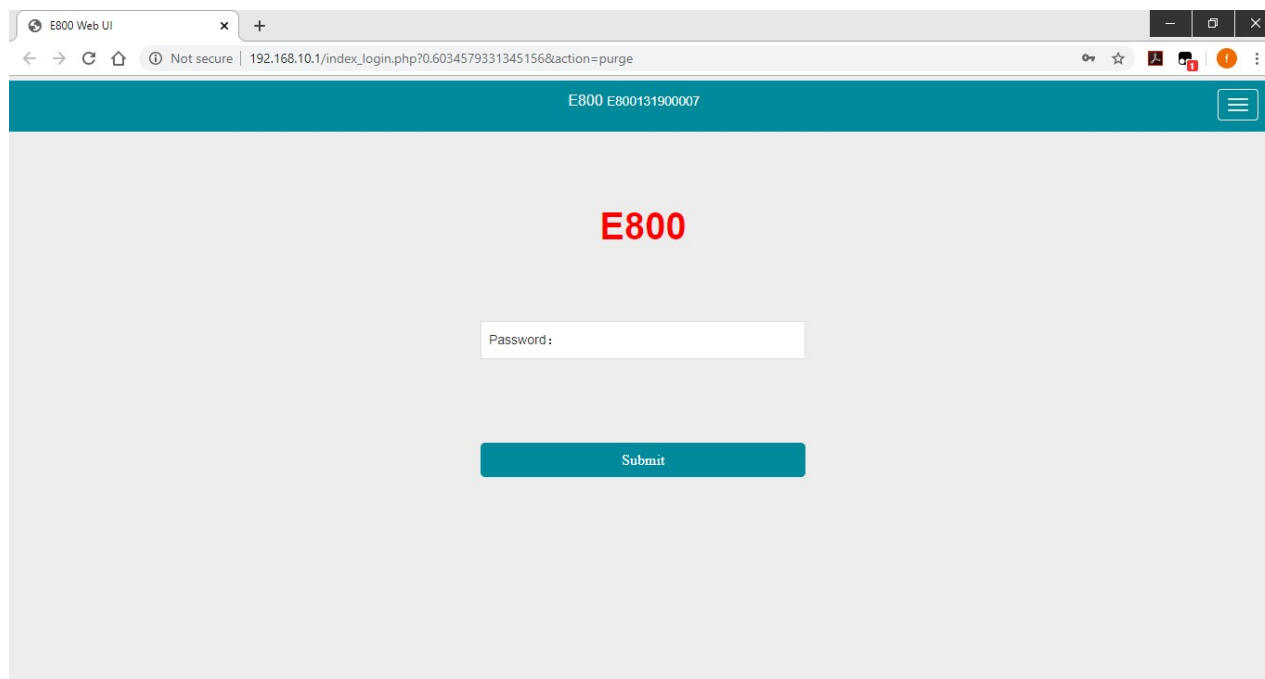 E800 Web UI
Not secure | 192.168.10.1/index_login.php?0.6034579331345156&action=purge
1
f
E800 E800131900007
E800
Password：
Submit